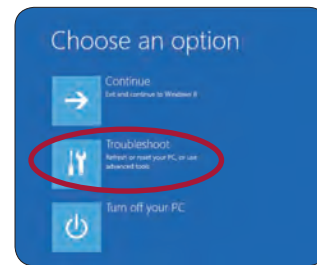 Choose an option
Continue
Exit and continue to Windows 8
Troubleshoot
Refresh or reset your PC, or use
advanced tools
Turn off your PC